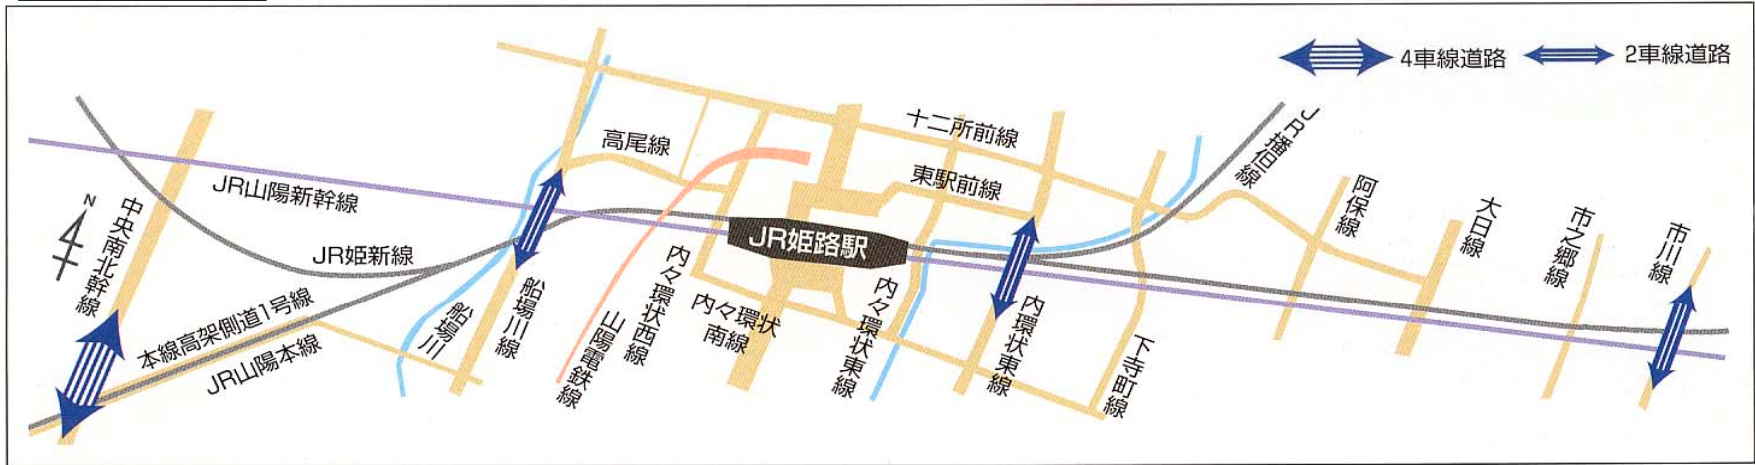 4車線道路
2車線道路
十二所前線
JR播但線
高尾線
東駅前線
阿保線
JR山陽新幹線
中央南北幹線
N
大日線
市之郷線
市川線
JR姫路駅
JR姫新線
内々環状西線
船場川線
船場川
本線高架側道1号線
JR山陽本線
山陽電鉄線
内々環状
南線
内々環状東線
内環状東線
下寺町線